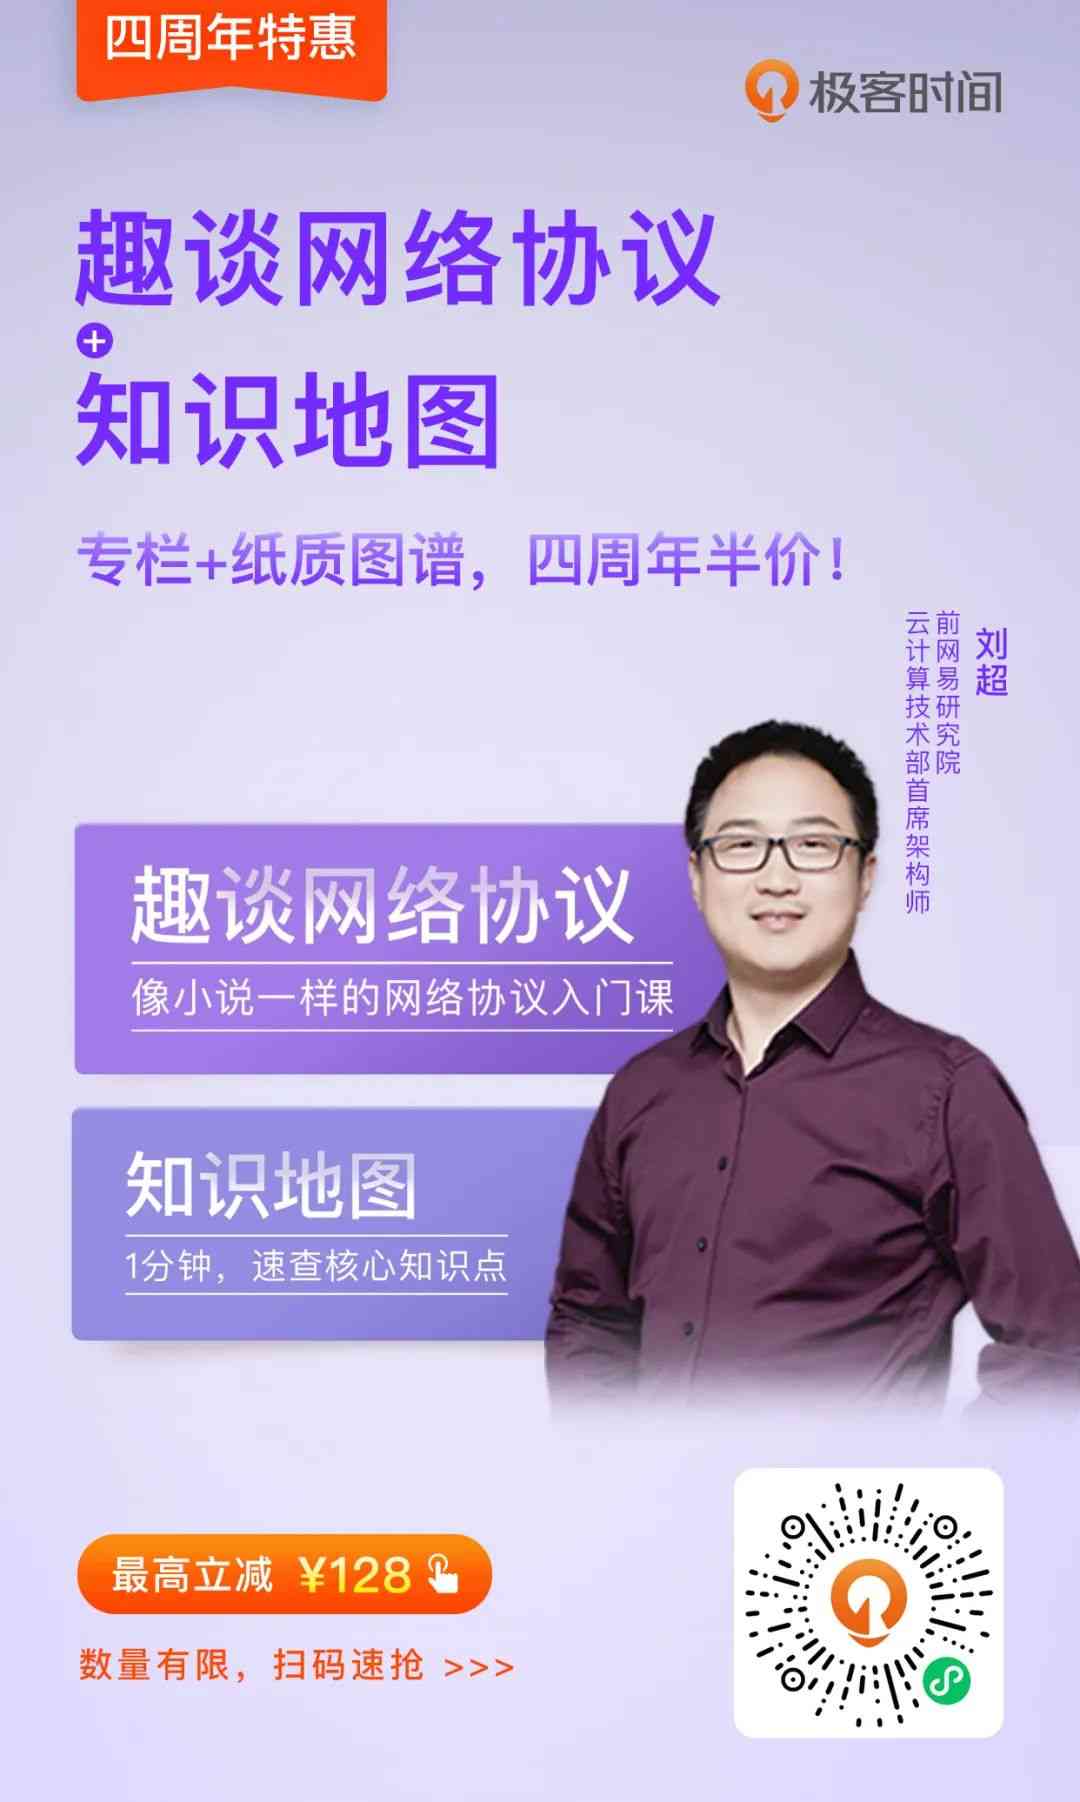 四周年特惠
极客时间
趣谈网络协议
+
知识地图
专栏+纸质图谱，四周年半价！
刘超
前网易研究院
云计算技术部首席架构师
趣谈网络协议
像小说一样的网络协议入门课
知识地图
1分钟，速查核心知识点
最高立减 ¥128
数量有限，扫码速抢 >>>